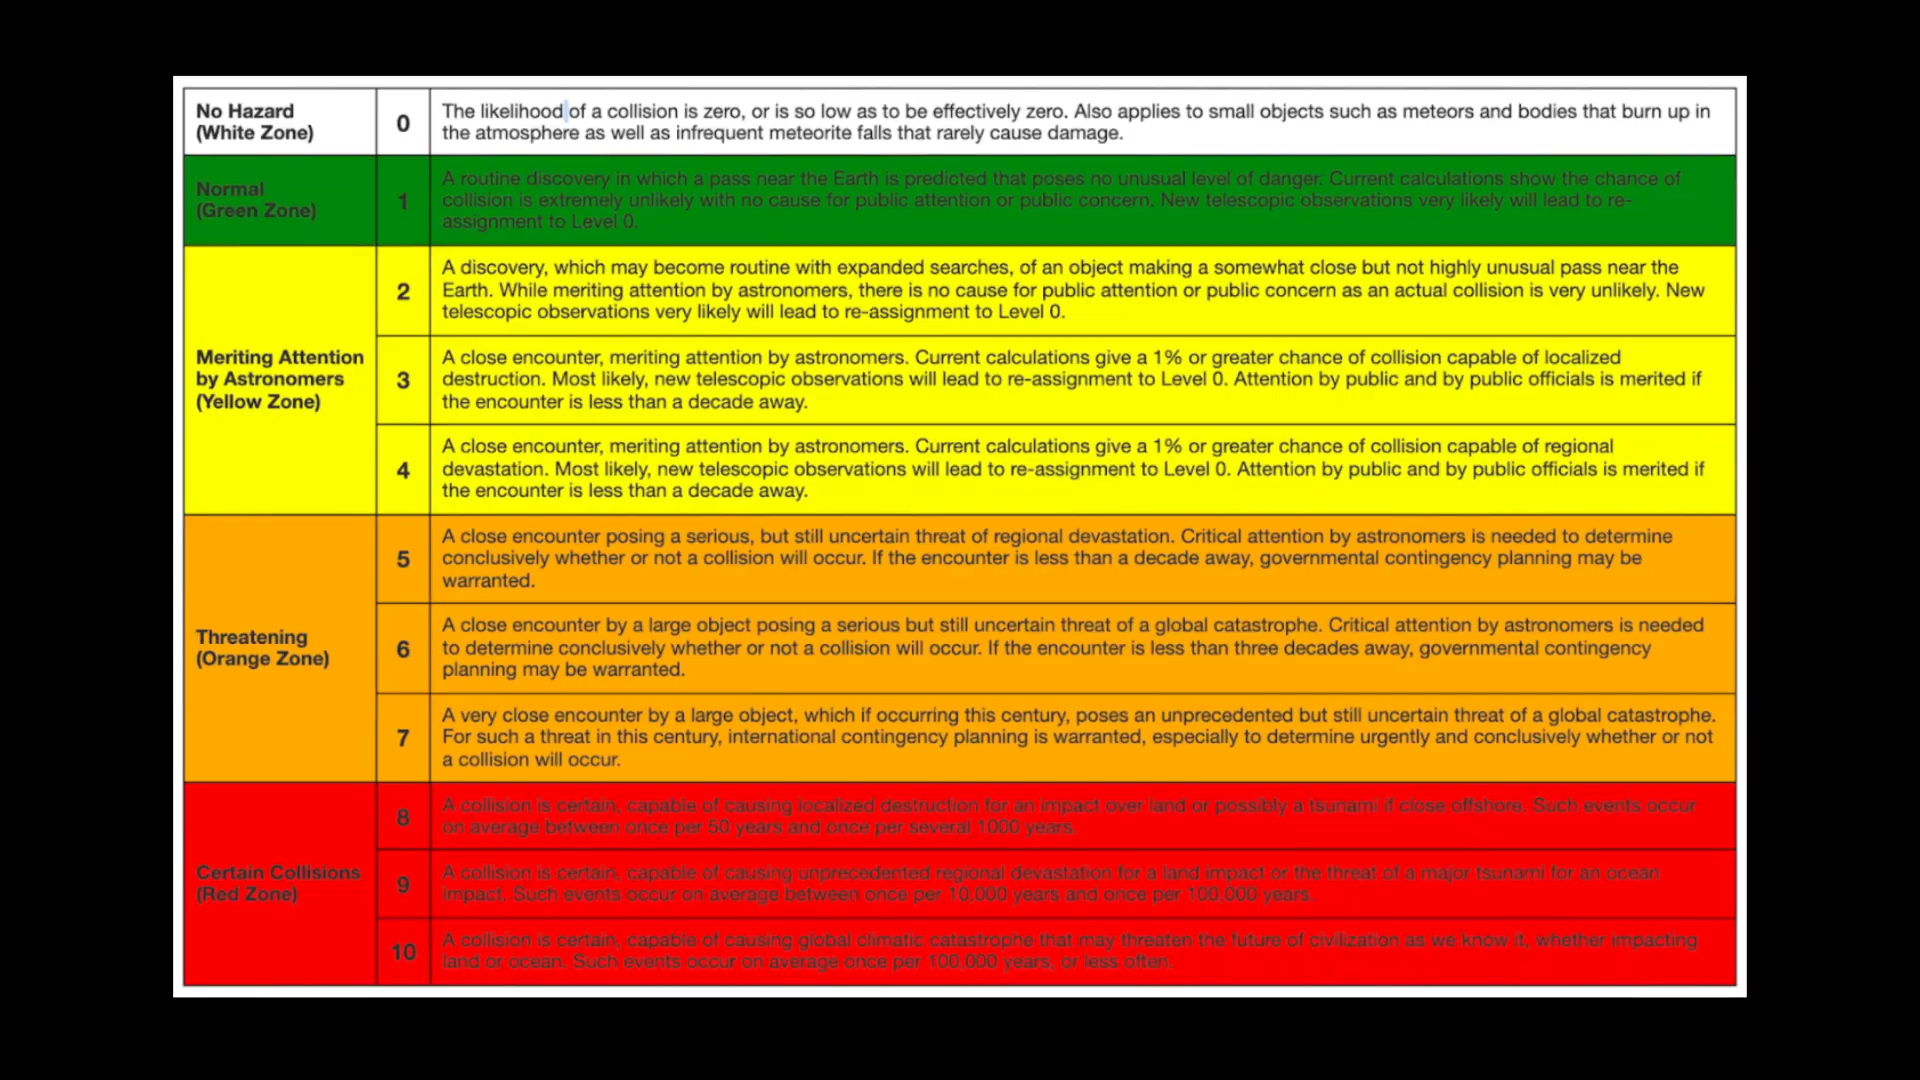 No Hazard
(White Zone)
0
The likelihood of a collision is zero, or is so low as to be effectively zero. Also applies to small objects such as meteors and bodies that burn up in
the atmosphere as well as infrequent meteorite falls that rarely cause damage.
Normal
(Green Zone)
1
A routine discovery in which a pass near the Earth is predicted that poses no unusual level of danger. Current calculations show the chance of
collision is extremely unlikely with no cause for public attention or public concern. New telescopic observations very likely will lead to re-
assignment to Level 0.
Meriting Attention
by Astronomers
(Yellow Zone)
2
A discovery, which may become routine with expanded searches, of an object making a somewhat close but not highly unusual pass near the
Earth. While meriting attention by astronomers, there is no cause for public attention or public concern as an actual collision is very unlikely. New
telescopic observations very likely will lead to re-assignment to Level 0.
3
A close encounter, meriting attention by astronomers. Current calculations give a 1% or greater chance of collision capable of localized
destruction. Most likely, new telescopic observations will lead to re-assignment to Level 0. Attention by public and by public officials is merited if
the encounter is less than a decade away.
4
A close encounter, meriting attention by astronomers. Current calculations give a 1% or greater chance of collision capable of regional
devastation. Most likely, new telescopic observations will lead to re-assignment to Level 0. Attention by public and by public officials is merited if
the encounter is less than a decade away.
Threatening
(Orange Zone)
5
A close encounter posing a serious, but still uncertain threat of regional devastation. Critical attention by astronomers is needed to determine
conclusively whether or not a collision will occur. If the encounter is less than a decade away, governmental contingency planning may be
warranted.
6
A close encounter by a large object posing a serious but still uncertain threat of a global catastrophe. Critical attention by astronomers is needed
to determine conclusively whether or not a collision will occur. If the encounter is less than three decades away, governmental contingency
planning may be warranted.
7
A very close encounter by a large object, which if occurring this century, poses an unprecedented but still uncertain threat of a global catastrophe.
For such a threat in this century, international contingency planning is warranted, especially to determine urgently and conclusively whether or not
a collision will occur.
Certain Collisions
(Red Zone)
8
A collision is certain, capable of causing localized destruction for an impact over land or possibly a tsunami if close offshore. Such events occur
on average between once per 50 years and once per several 1000 years.
9
A collision is certain, capable of causing unprecedented regional devastation for a land impact or the threat of a major tsunami for an ocean
impact. Such events occur on average between once per 10,000 years and once per 100,000 years.
10
A collision is certain, capable of causing global climatic catastrophe that may threaten the future of civilization as we know it, whether impacting
land or ocean. Such events occur on average once per 100,000 years, or less often.